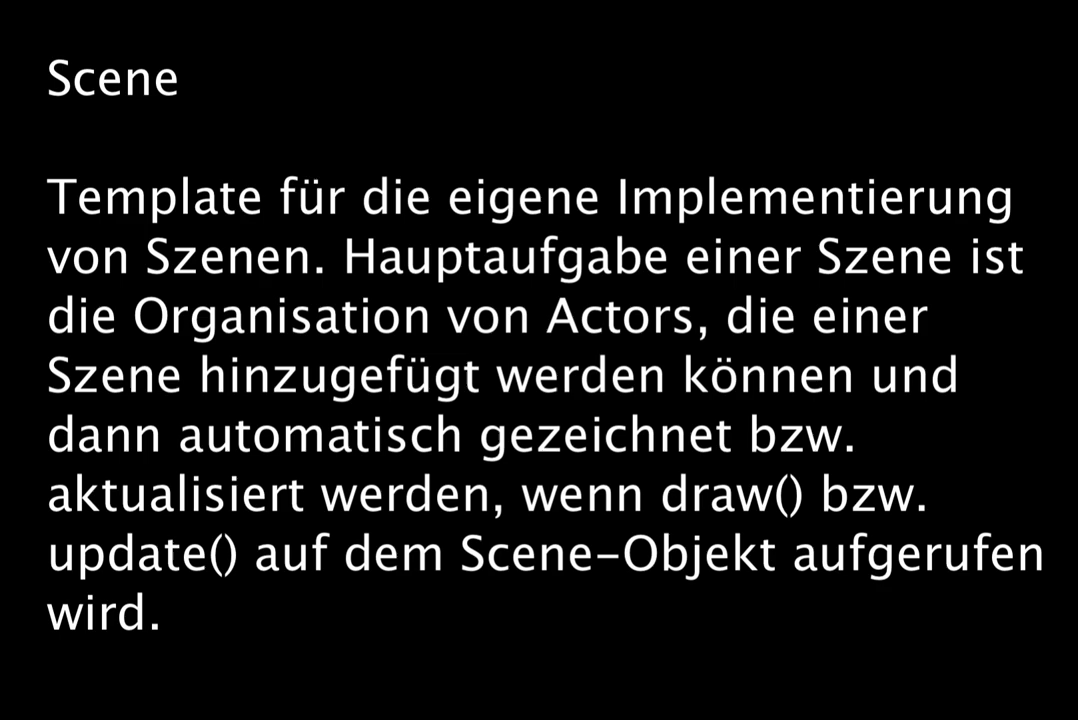 Scene
Template für die eigene Implementierung
von Szenen. Hauptaufgabe einer Szene ist
die Organisation von Actors, die einer
Szene hinzugefügt werden können und
dann automatisch gezeichnet bzw.
aktualisiert werden, wenn draw() bzw.
update() auf dem Scene-Objekt aufgerufen
wird.